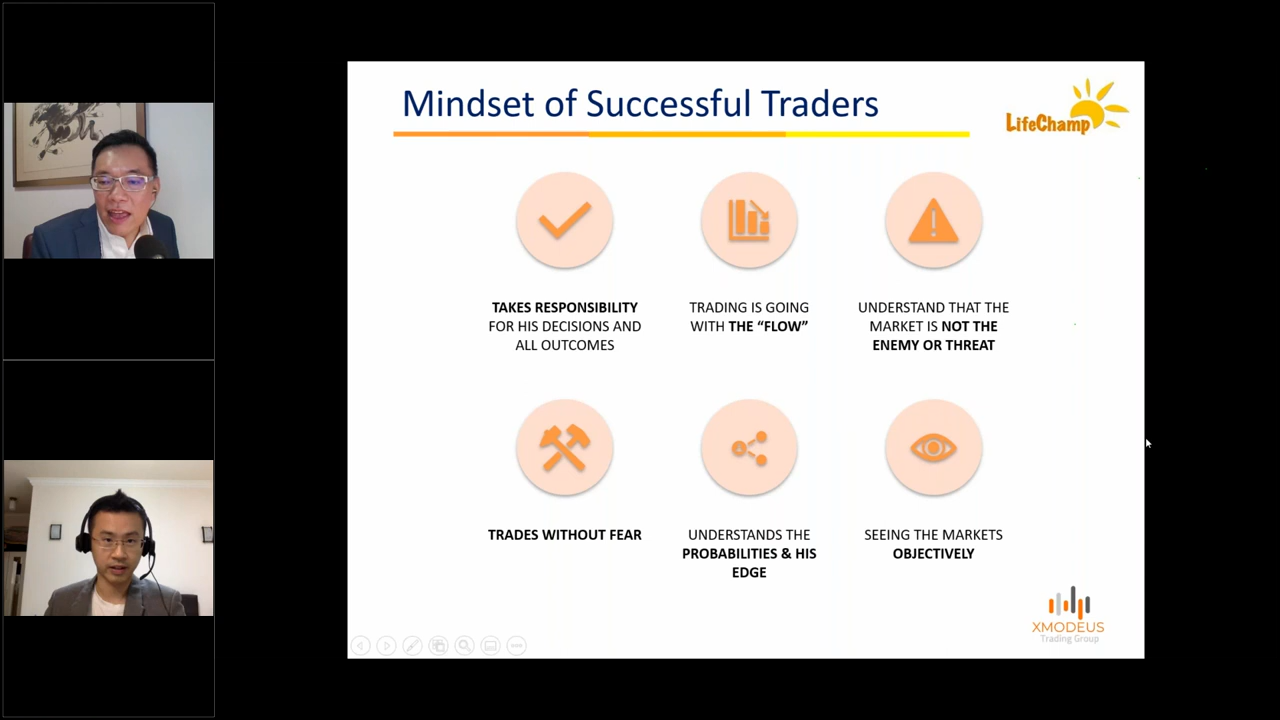 Mindset of Successful Traders
LifeChamp
TAKES RESPONSIBILITY
FOR HIS DECISIONS AND
ALL OUTCOMES
TRADING IS GOING
WITH THE “FLOW”
UNDERSTAND THAT THE
MARKET IS NOT THE
ENEMY OR THREAT
TRADES WITHOUT FEAR
UNDERSTANDS THE
PROBABILITIES & HIS
EDGE
SEEING THE MARKETS
OBJECTIVELY
XMODEUS
Trading Group